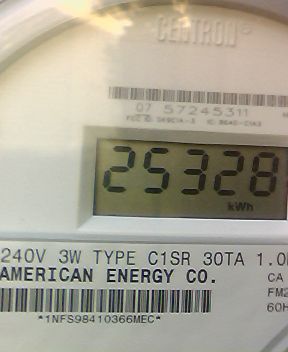 CENTRON
07 57245311
25328
kWh
240V 3W TYPE C1SR 30TA 1.0
AMERICAN ENERGY CO.
CA
FM2
60H
*1NFS98410366MEC*